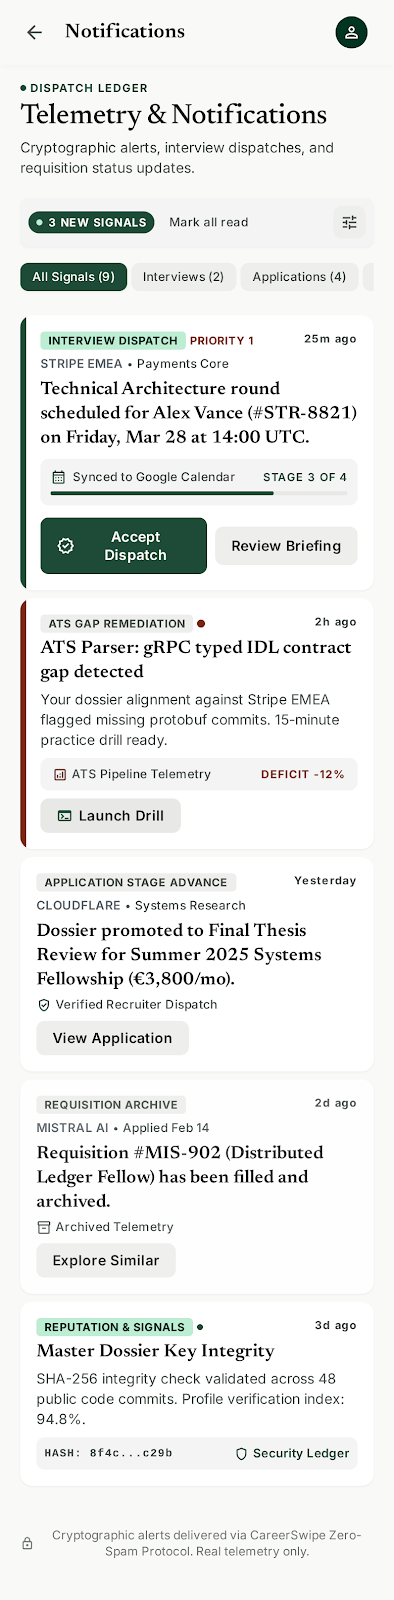 Notifications
DISPATCH LEDGER
Telemetry & Notifications
Cryptographic alerts, interview dispatches, and
requisition status updates.
3 NEW SIGNALS
Mark all read
All Signals (9)
Interviews (2)
Applications (4)
INTERVIEW DISPATCH
PRIORITY 1
25m ago
STRIPE EMEA • Payments Core
Technical Architecture round
scheduled for Alex Vance (#STR-8821)
on Friday, Mar 28 at 14:00 UTC.
Synced to Google Calendar
STAGE 3 OF 4
Accept
Dispatch
Review Briefing
ATS GAP REMEDIATION
2h ago
ATS Parser: gRPC typed IDL contract
gap detected
Your dossier alignment against Stripe EMEA
flagged missing protobuf commits. 15-minute
practice drill ready.
ATS Pipeline Telemetry
DEFICIT -12%
Launch Drill
APPLICATION STAGE ADVANCE
Yesterday
CLOUDFLARE • Systems Research
Dossier promoted to Final Thesis
Review for Summer 2025 Systems
Fellowship (€3,800/mo).
Verified Recruiter Dispatch
View Application
REQUISITION ARCHIVE
2d ago
MISTRAL AI • Applied Feb 14
Requisition #MIS-902 (Distributed
Ledger Fellow) has been filled and
archived.
Archived Telemetry
Explore Similar
REPUTATION & SIGNALS
3d ago
Master Dossier Key Integrity
SHA-256 integrity check validated across 48
public code commits. Profile verification index:
94.8%.
HASH: 8f4c...c29b
Security Ledger
Cryptographic alerts delivered via CareerSwipe Zero-
Spam Protocol. Real telemetry only.